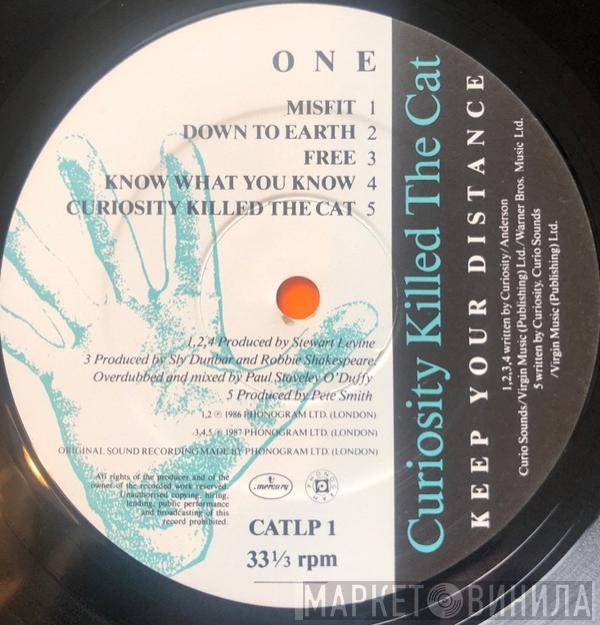 ONE
MISFIT 1
DOWN TO EARTH 2
FREE 3
KNOW WHAT YOU KNOW 4
CURIOSITY KILLED THE CAT 5
1,2,4 Produced by Stewart Levine
3 Produced by Sly Dunbar and Robbie Shakespeare/
Overdubbed and mixed by Paul Staveley O'Duffy
5 Produced by Pete Smith
1,2 ℗ 1986 PHONOGRAM LTD. (LONDON)
3,4,5 ℗ 1987 PHONOGRAM LTD. (LONDON)
ORIGINAL SOUND RECORDING MADE BY PHONOGRAM LTD. (LONDON)
All rights of the producer and of the
owner of the recorded work reserved.
Unauthorised copying, hiring,
lending, public performance
and broadcasting of this
record prohibited.
mercury
CATLP 1
33 1/3 rpm
Curiosity Killed The Cat
KEEP YOUR DISTANCE
1,2,3,4 written by Curiosity/Anderson
Curio Sounds/Virgin Music (Publishing) Ltd./Warner Bros. Music Ltd.
5 written by Curiosity, Curio Sounds
/Virgin Music (Publishing) Ltd.
МАРКЕТ ВИНИЛА